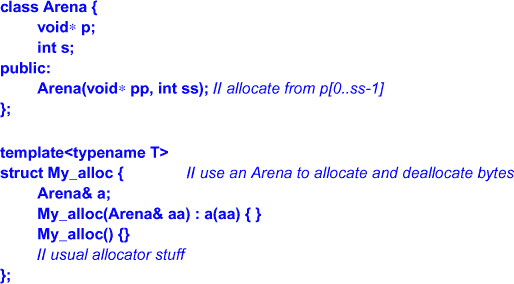 class Arena {
void* p;
int s;
public:
Arena(void* pp, int ss); // allocate from p[0..ss-1]
};
template<typename T>
struct My_alloc { // use an Arena to allocate and deallocate bytes
Arena& a;
My_alloc(Arena& aa) : a(aa) { }
My_alloc() {}
// usual allocator stuff
};